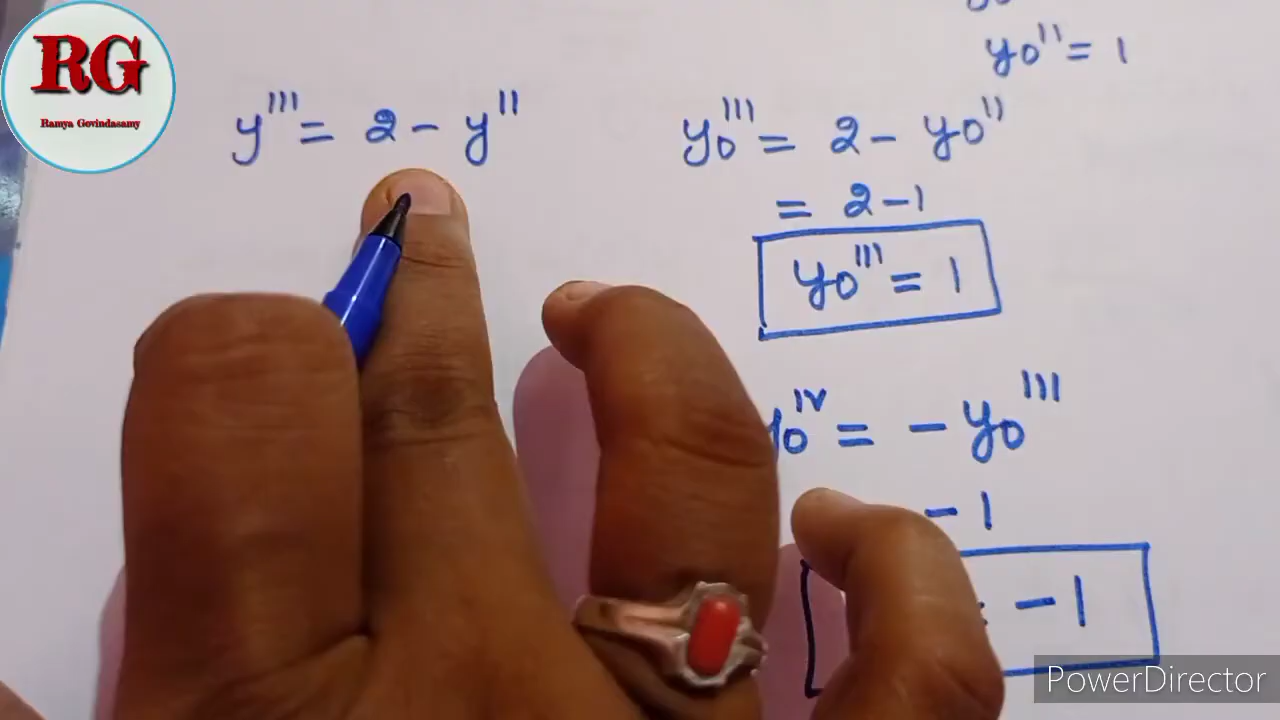 RG
Ramya Govindasamy
y0'' = 1
y''' = 2 - y''
y0''' = 2 - y0''
= 2 - 1
y0''' = 1
y0^IV = - y0'''
- 1
= - 1
PowerDirector